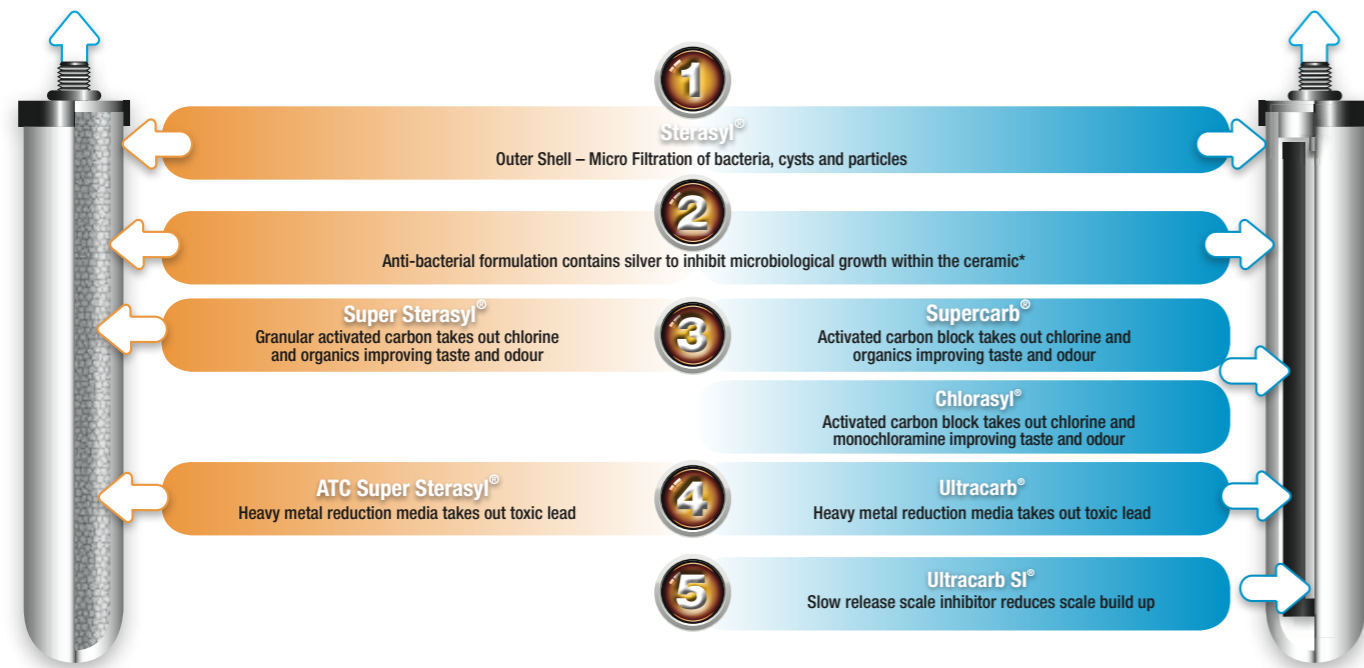 1
Sterasyl®
Outer Shell – Micro Filtration of bacteria, cysts and particles
2
Anti-bacterial formulation contains silver to inhibit microbiological growth within the ceramic*
Super Sterasyl®
Granular activated carbon takes out chlorine
and organics improving taste and odour
3
Supercarb®
Activated carbon block takes out chlorine and
organics improving taste and odour
Chlorasyl®
Activated carbon block takes out chlorine and
monochloramine improving taste and odour
ATC Super Sterasyl®
Heavy metal reduction media takes out toxic lead
4
Ultracarb®
Heavy metal reduction media takes out toxic lead
5
Ultracarb SI®
Slow release scale inhibitor reduces scale build up